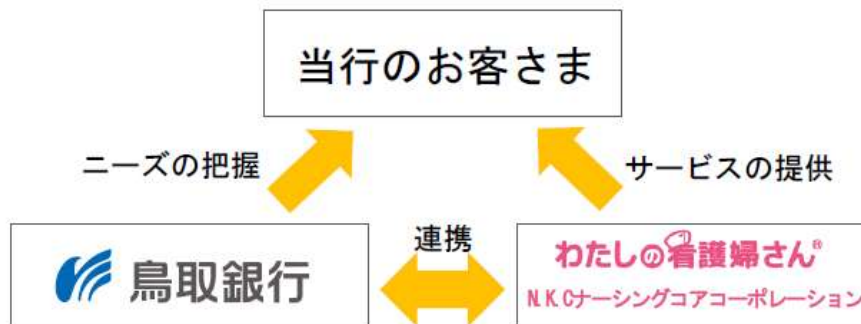 当行のお客さま
ニーズの把握
サービスの提供
連携
鳥取銀行
わたしの看護婦さん®
N.K.Cナーシングコアコーポレーション